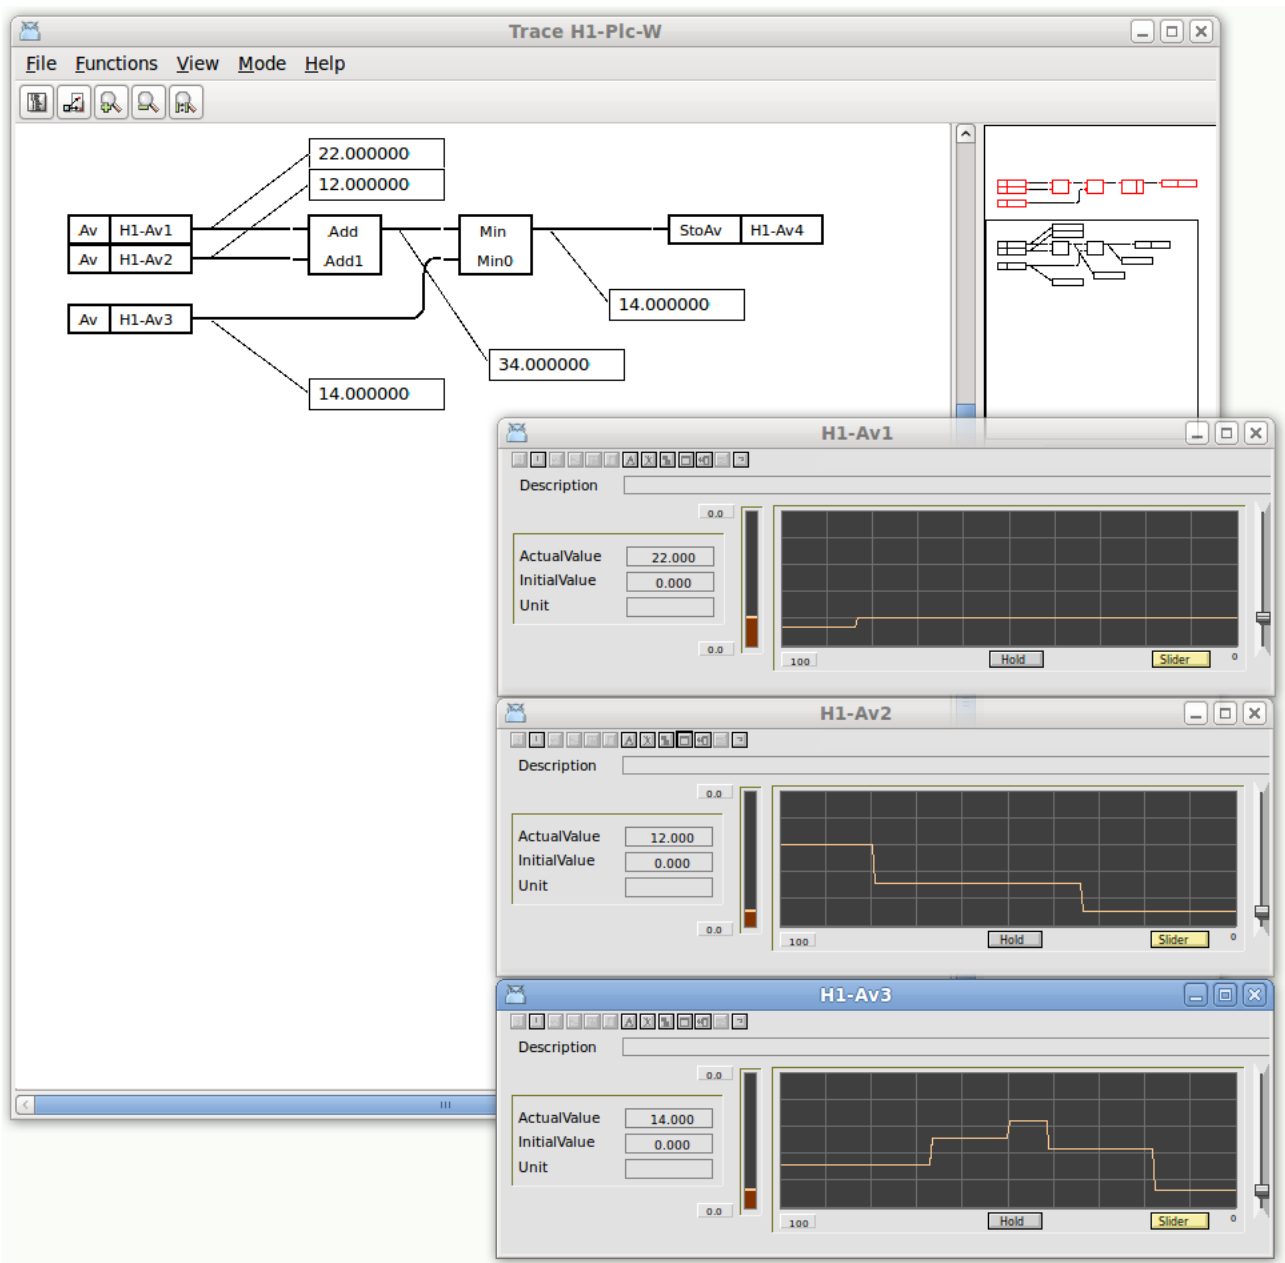 Trace H1-Plc-W
File Functions View Mode Help
22.000000
12.000000
Av H1-Av1
Add
Min
StoAv H1-Av4
Av H1-Av2
Add1
Min0
14.000000
Av H1-Av3
34.000000
14.000000
H1-Av1
Description
0.0
ActualValue 22.000
InitialValue 0.000
Unit
0.0
100 Hold Slider 0
H1-Av2
Description
0.0
ActualValue 12.000
InitialValue 0.000
Unit
0.0
100 Hold Slider 0
H1-Av3
Description
0.0
ActualValue 14.000
InitialValue 0.000
Unit
0.0
100 Hold Slider 0